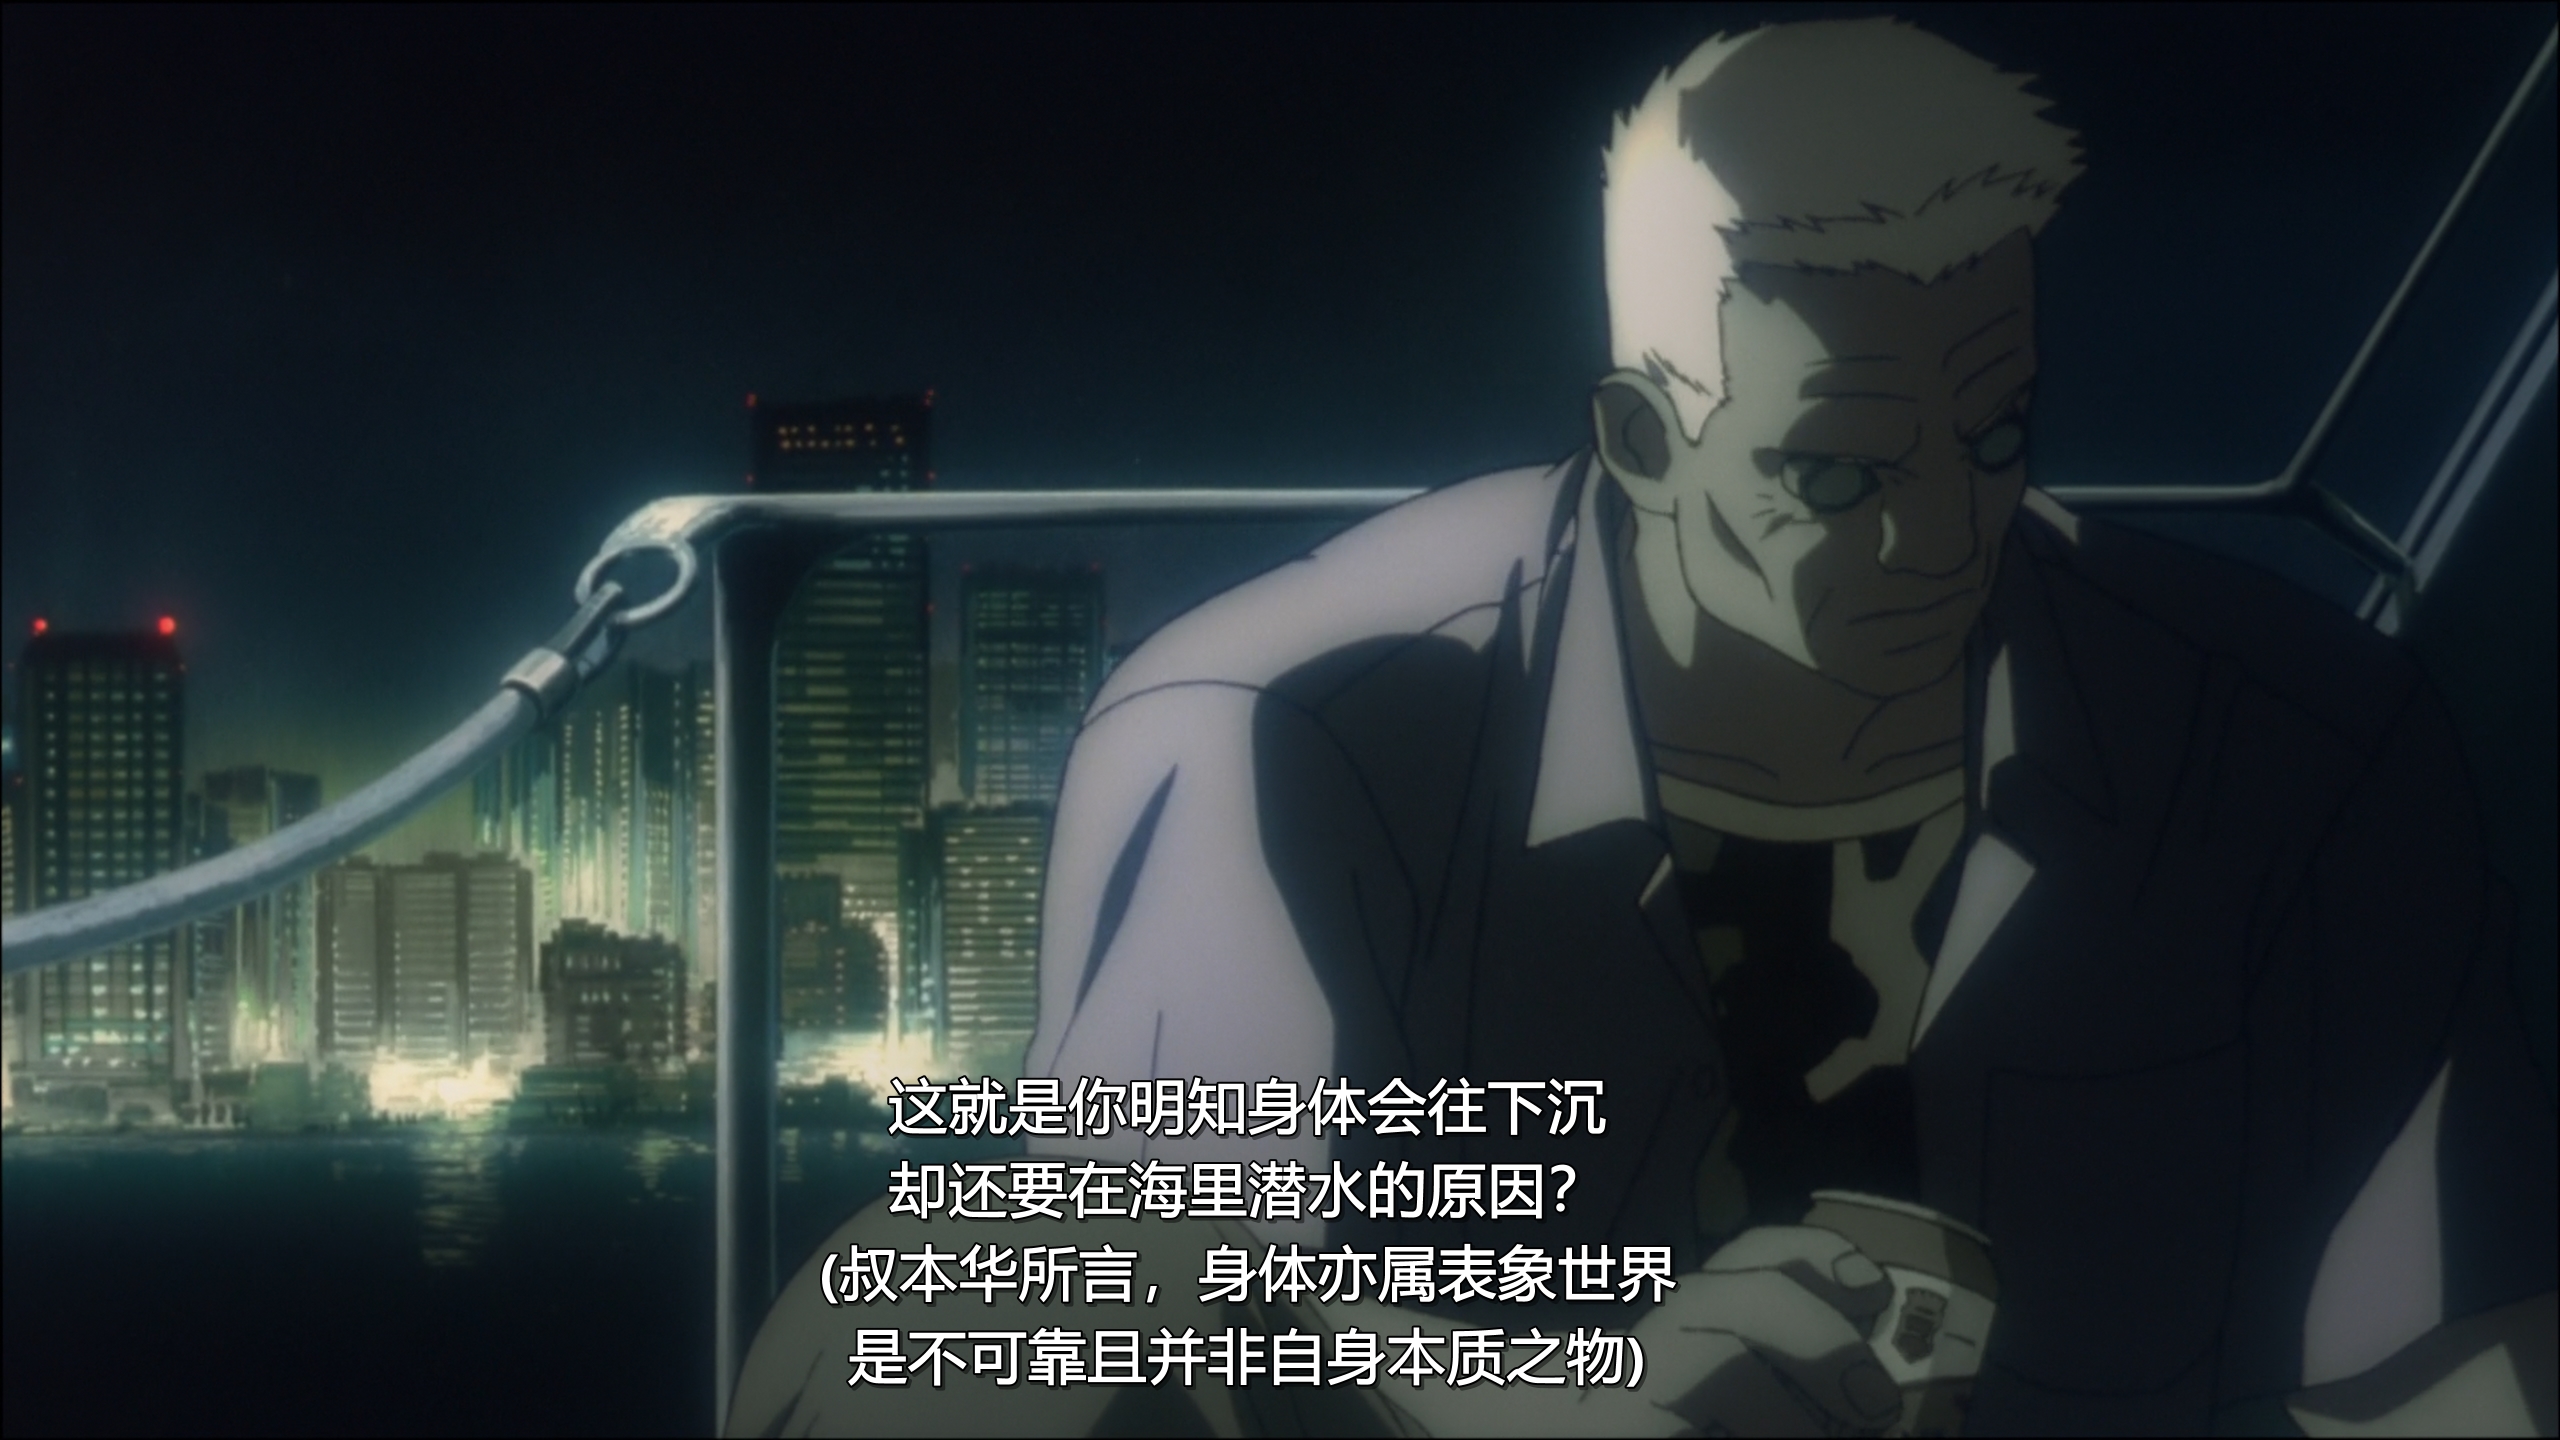 这就是你明知身体会往下沉
却还要在海里潜水的原因？
(叔本华所言，身体亦属表象世界
是不可靠且并非自身本质之物)